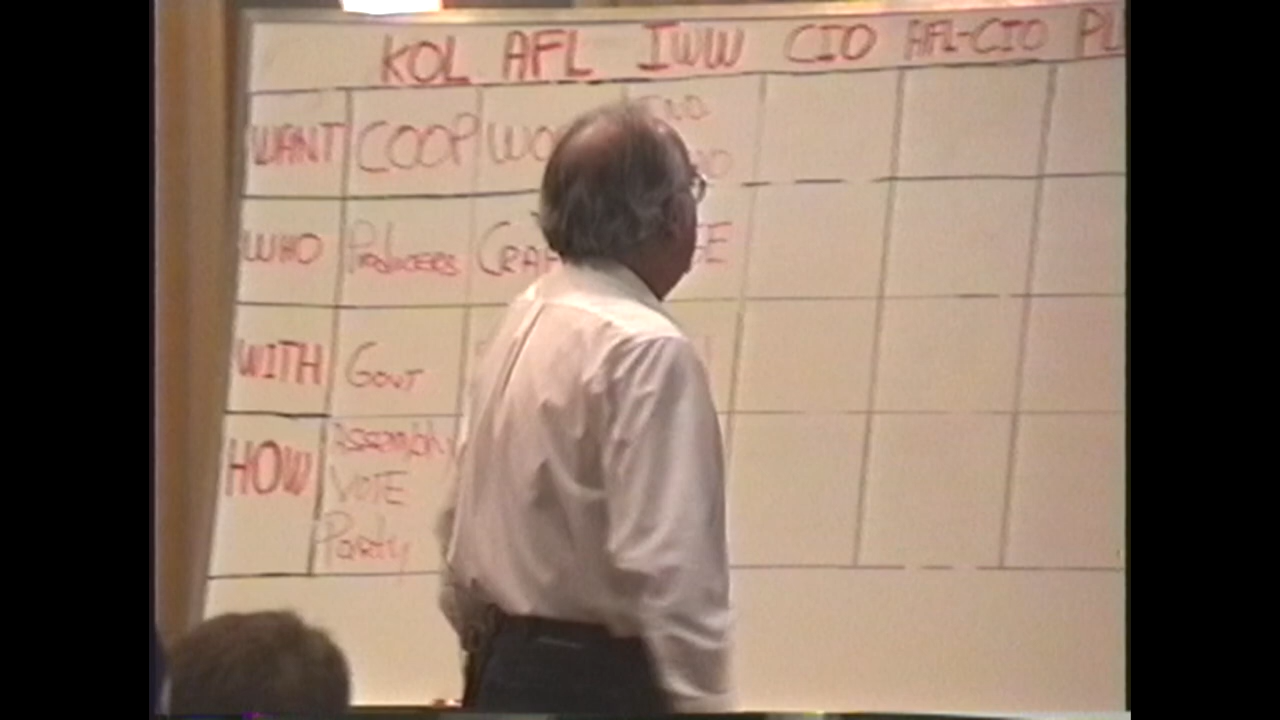 KOL AFL IWW CIO AFL-CIO
WANT COOP
WHO Producers
WITH Govt
HOW Assembly
VOTE
Party